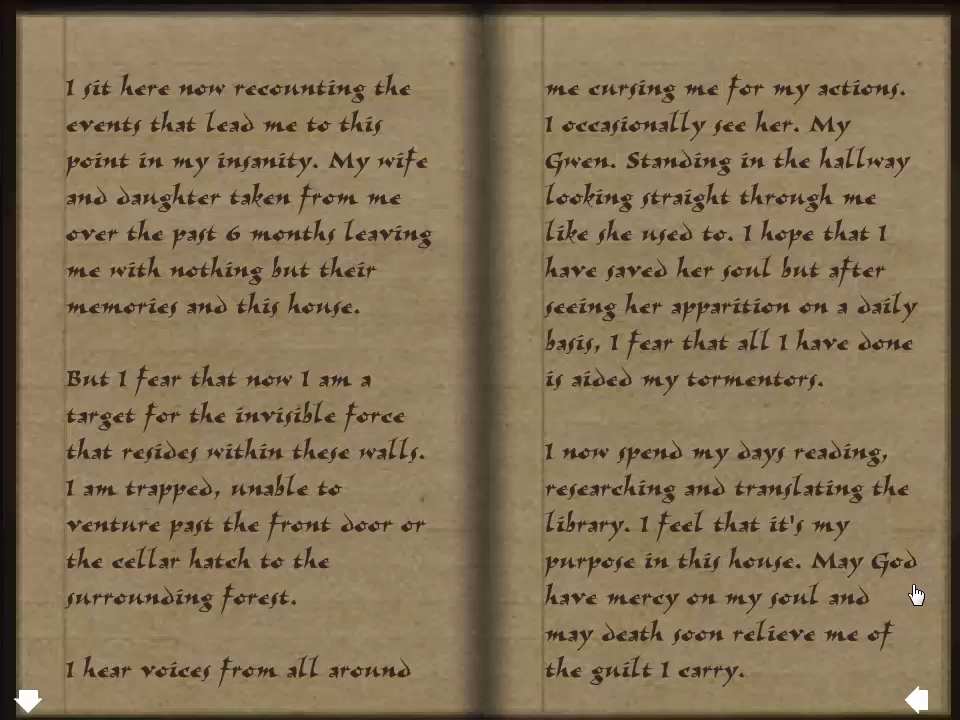 I sit here now recounting the
events that lead me to this
point in my insanity. My wife
and daughter taken from me
over the past 6 months leaving
me with nothing but their
memories and this house.
But I fear that now I am a
target for the invisible force
that resides within these walls.
I am trapped, unable to
venture past the front door or
the cellar hatch to the
surrounding forest.
I hear voices from all around
me cursing me for my actions.
I occasionally see her. My
Gwen. Standing in the hallway
looking straight through me
like she used to. I hope that I
have saved her soul but after
seeing her apparition on a daily
basis, I fear that all I have done
is aided my tormentors.
I now spend my days reading,
researching and translating the
library. I feel that it's my
purpose in this house. May God
have mercy on my soul and
may death soon relieve me of
the guilt I carry.